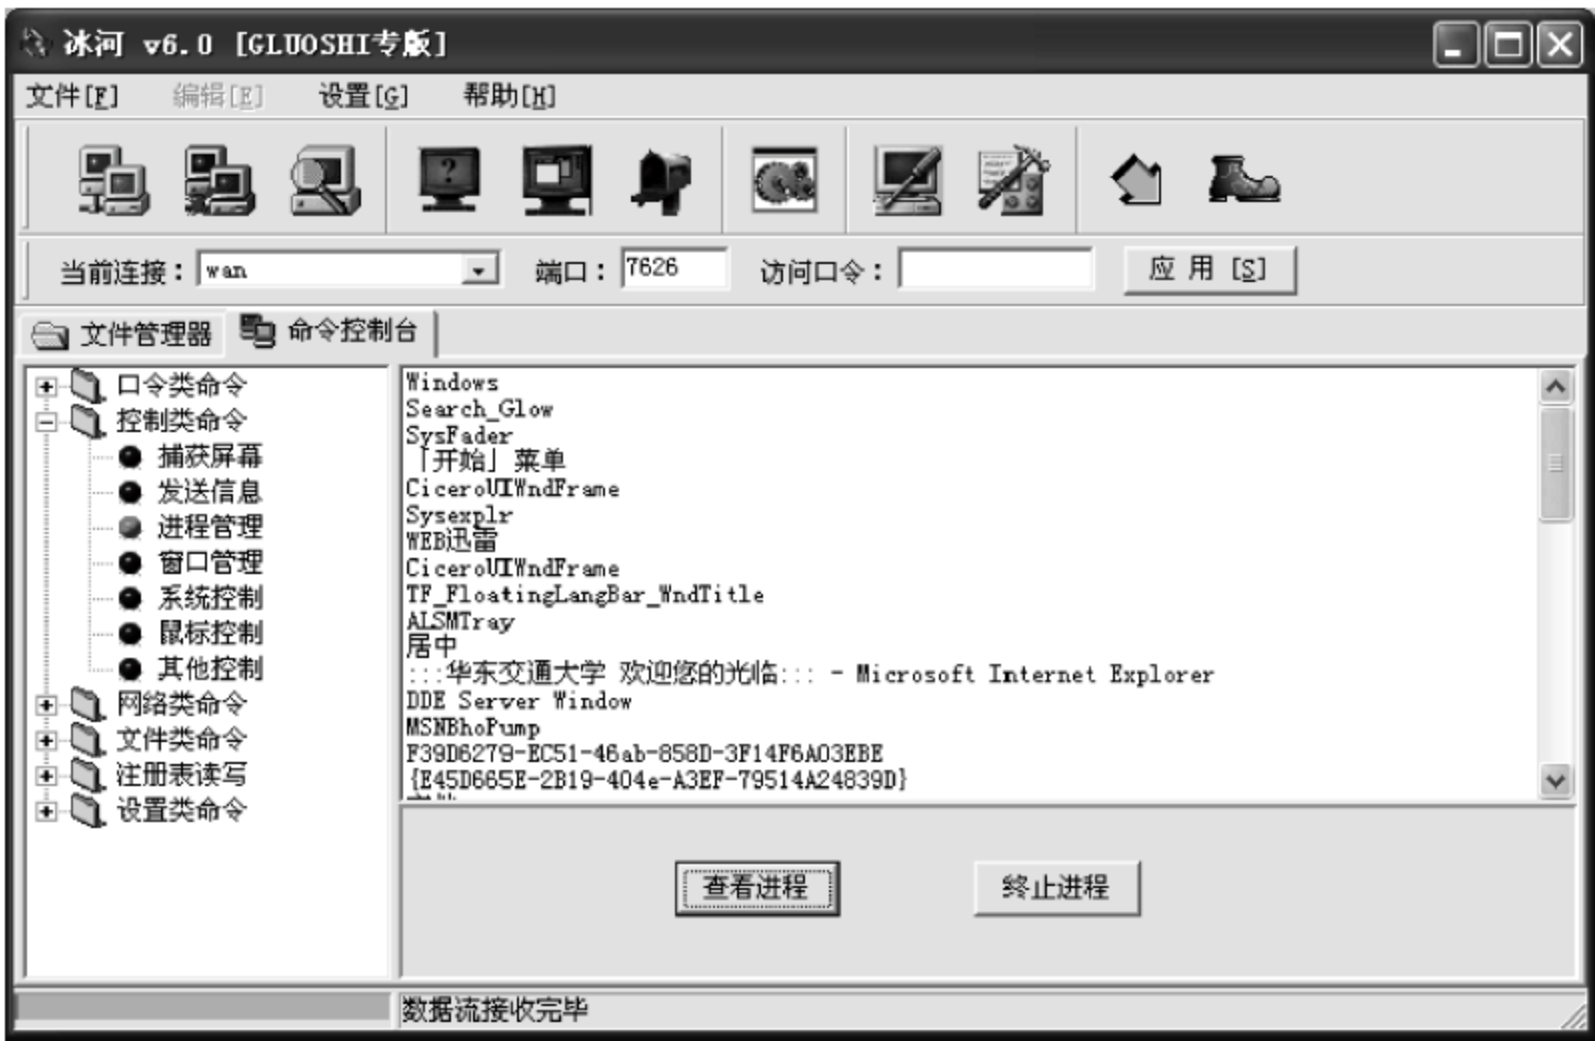 冰河 v6.0 [GLUOSHI专版]
文件[F] 编辑[E] 设置[G] 帮助[H]
?
当前连接： wan 端口： 7626 访问口令： 应 用 [S]
文件管理器 命令控制台
口令类命令
控制类命令
捕获屏幕
发送信息
进程管理
窗口管理
系统控制
鼠标控制
其他控制
网络类命令
文件类命令
注册表读写
设置类命令
Windows
Search_Glow
SysFader
「开始」菜单
CiceroUIWndFrame
Sysexplr
WEB迅雷
CiceroUIWndFrame
TF_FloatingLangBar_WndTitle
ALSMTray
居中
:::华东交通大学 欢迎您的光临::: - Microsoft Internet Explorer
DDE Server Window
MSNBhoPump
F39D6279-EC51-46ab-858D-3F14F6A03EBE
{E45D665E-2B19-404e-A3EF-79514A24839D}
查看进程 终止进程
数据流接收完毕